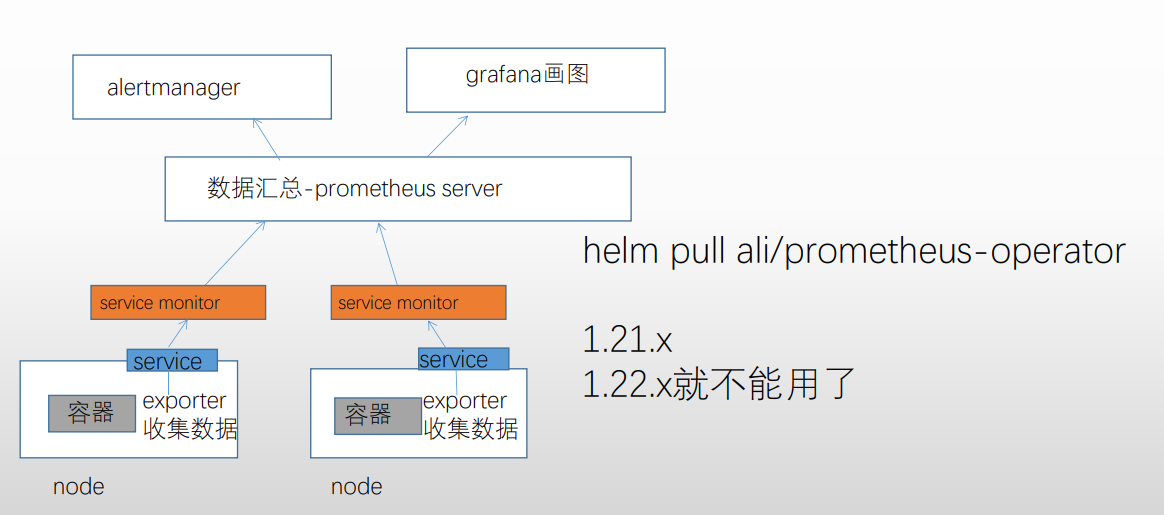 alertmanager
grafana画图
数据汇总-prometheus server
helm pull ali/prometheus-operator
service monitor
service monitor
1.21.x
1.22.x就不能用了
service
service
容器
exporter
收集数据
容器
exporter
收集数据
node
node